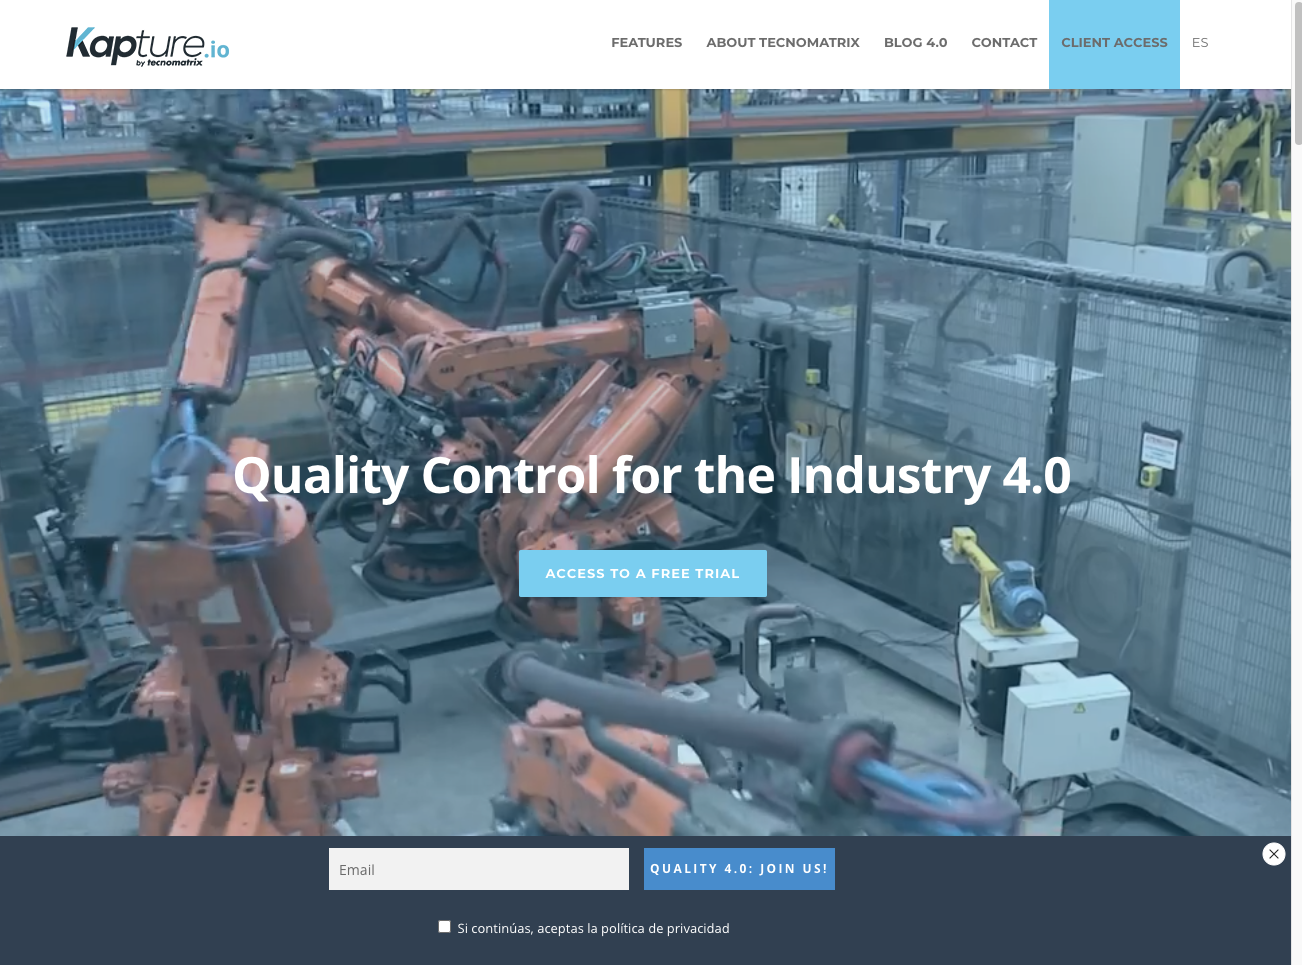 Kapture.io
by tecnomatrix
FEATURES ABOUT TECNOMATRIX BLOG 4.0 CONTACT CLIENT ACCESS ES
Quality Control for the Industry 4.0
ACCESS TO A FREE TRIAL
Email
QUALITY 4.0: JOIN US!
Si continúas, aceptas la política de privacidad